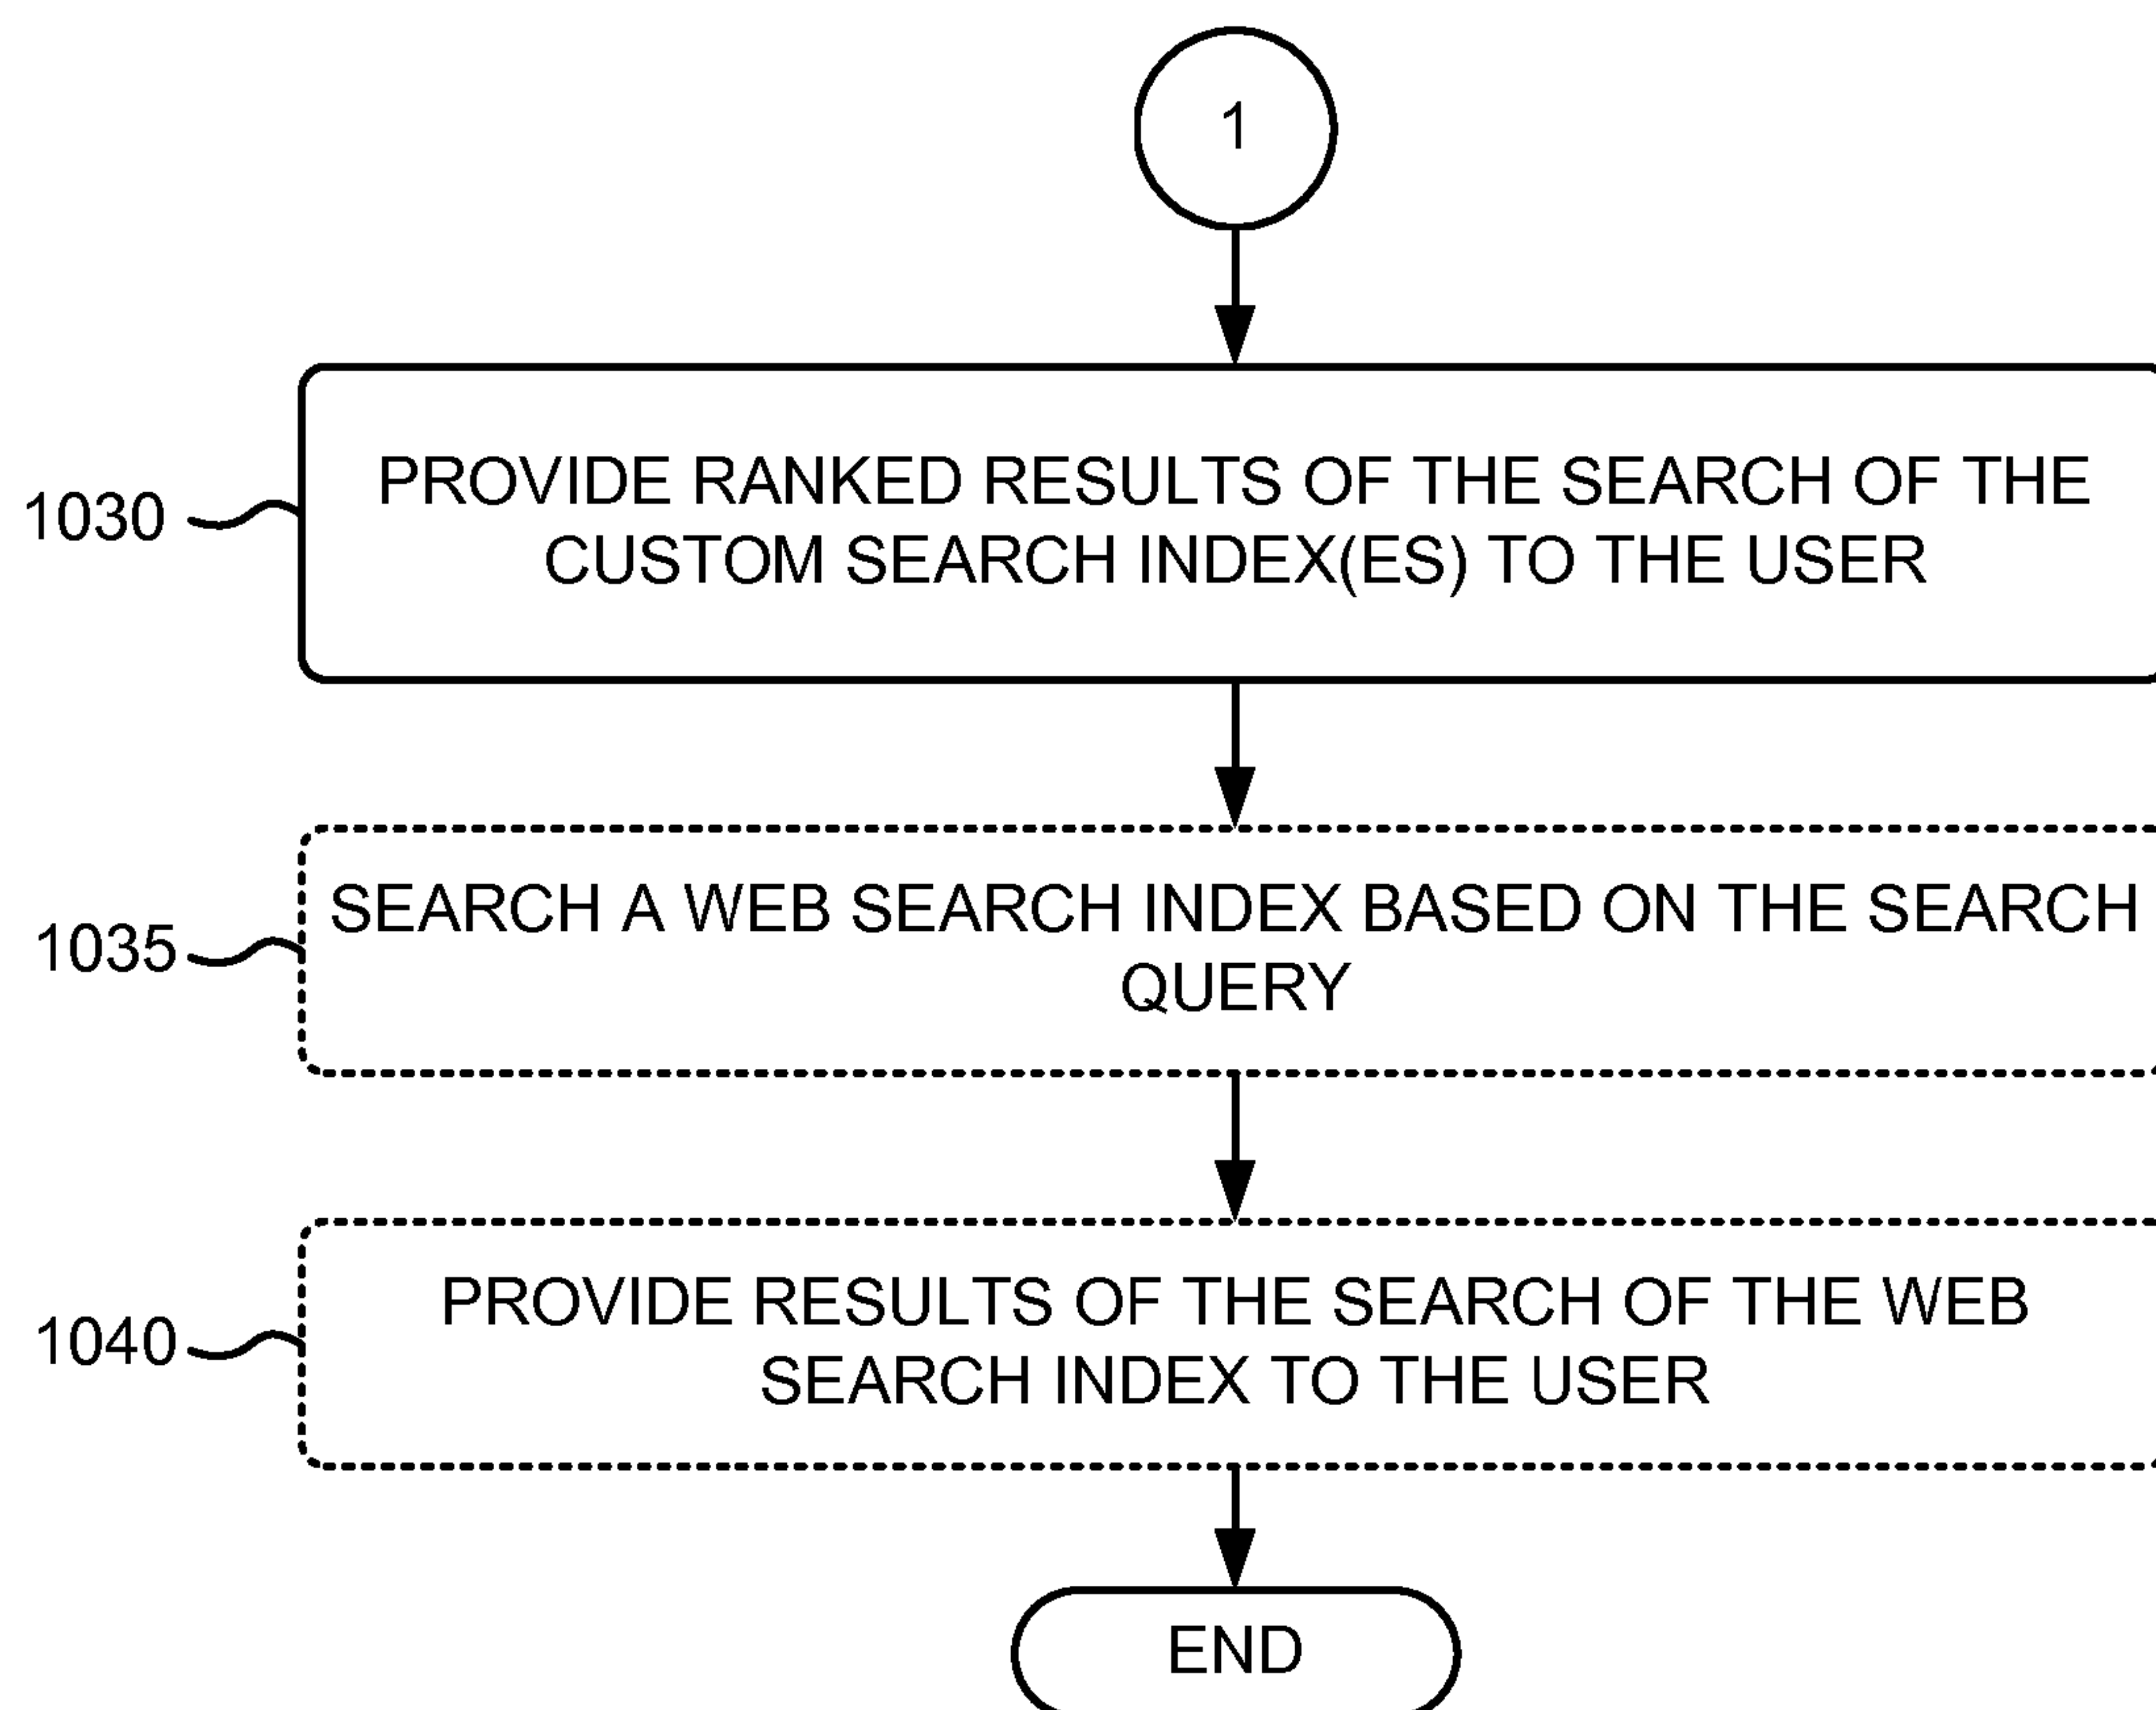 1
1030
PROVIDE RANKED RESULTS OF THE SEARCH OF THE
CUSTOM SEARCH INDEX(ES) TO THE USER
1035
SEARCH A WEB SEARCH INDEX BASED ON THE SEARCH
QUERY
1040
PROVIDE RESULTS OF THE SEARCH OF THE WEB
SEARCH INDEX TO THE USER
END